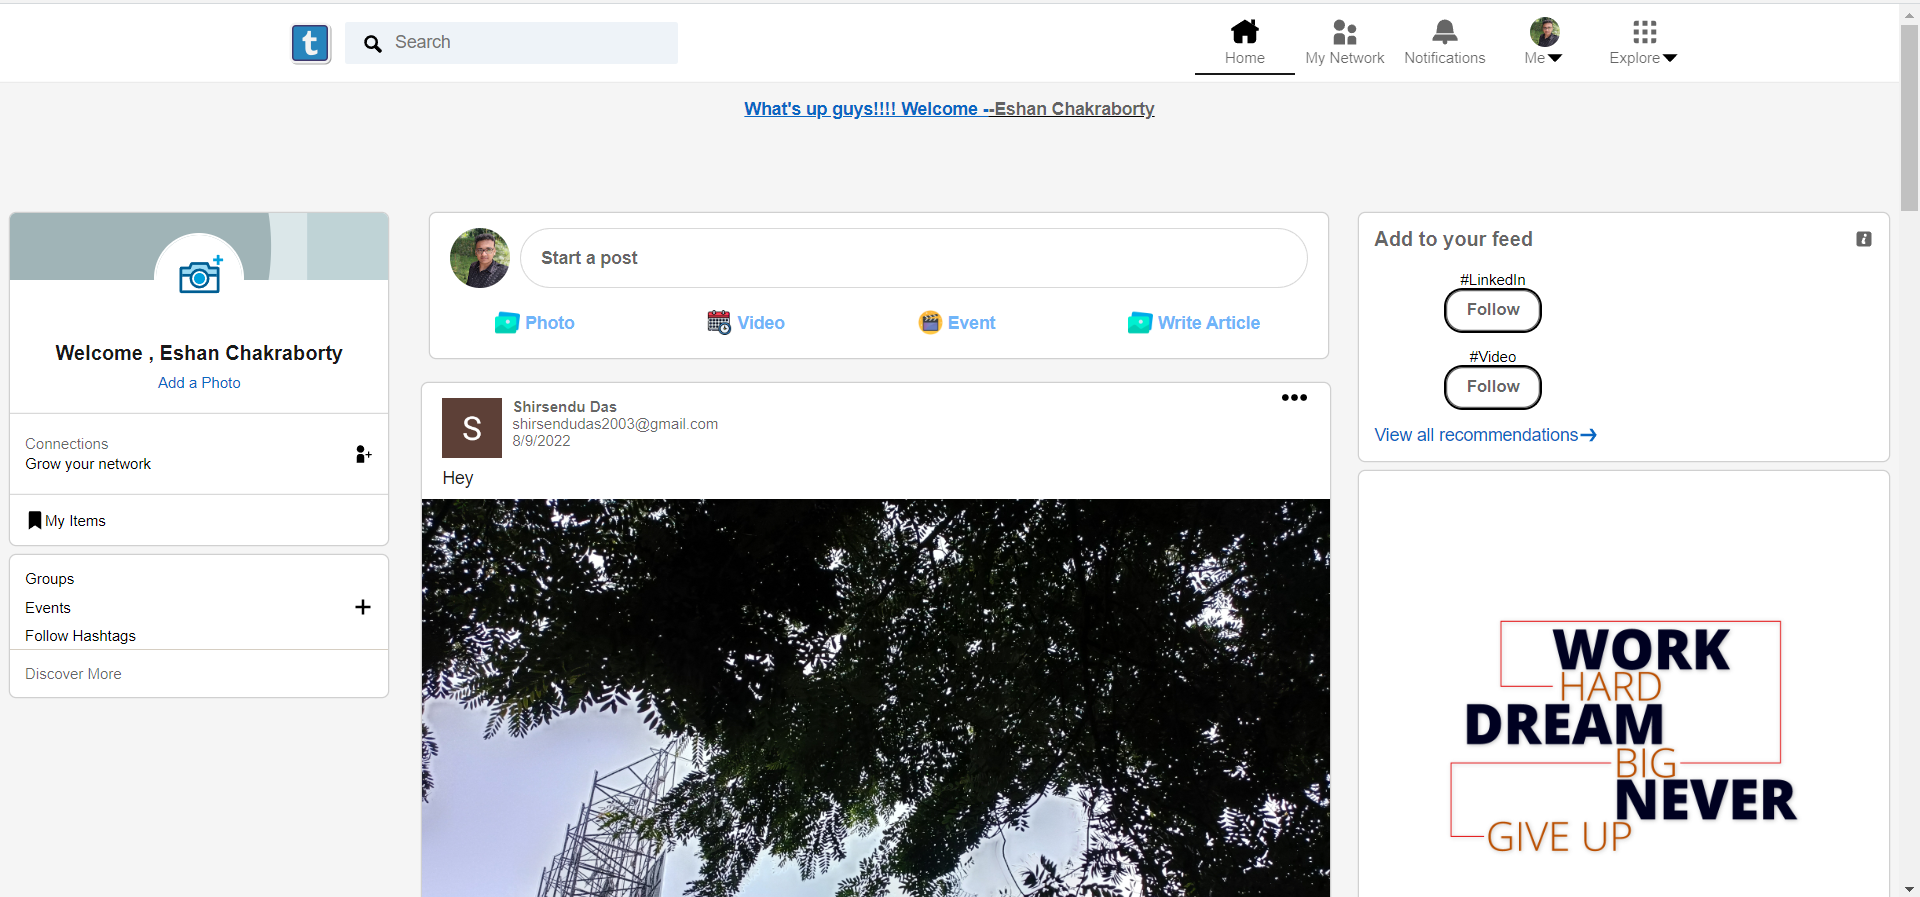 t
Search
Home
My Network
Notifications
Me
Explore
What's up guys!!!! Welcome --Eshan Chakraborty
Welcome , Eshan Chakraborty
Add a Photo
Connections
Grow your network
My Items
Groups
Events
Follow Hashtags
Discover More
Start a post
Photo
Video
Event
Write Article
S
Shirsendu Das
shirsendudas2003@gmail.com
8/9/2022
Hey
Add to your feed
#LinkedIn
Follow
#Video
Follow
View all recommendations
WORK
HARD
DREAM
BIG
NEVER
GIVE UP